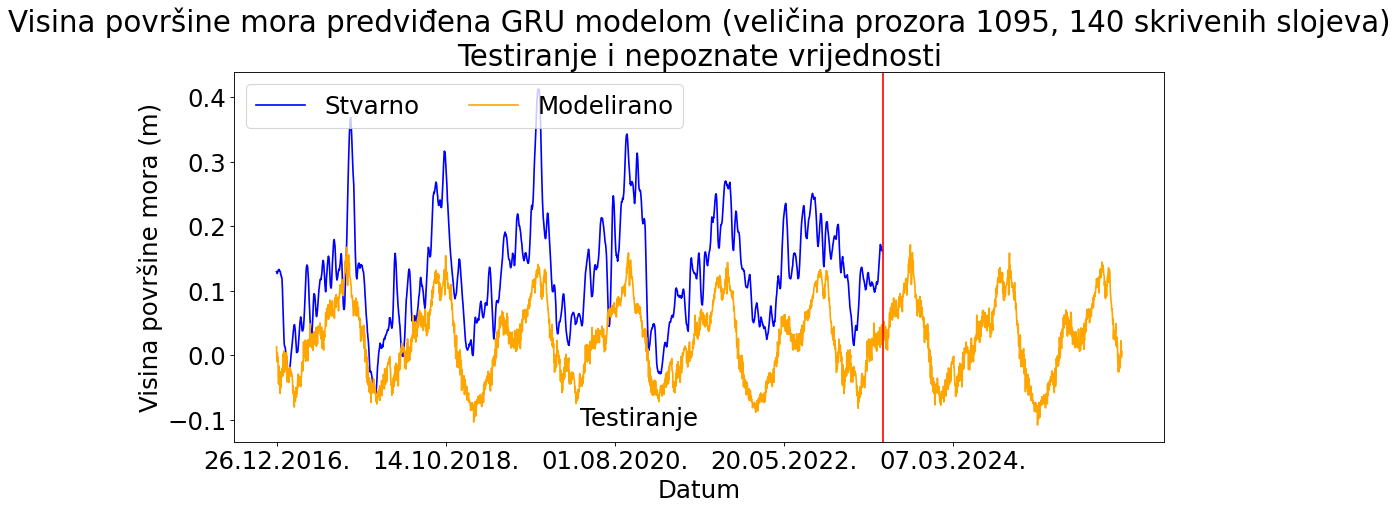 Visina površine mora predviđena GRU modelom (veličina prozora 1095, 140 skrivenih slojeva)
Testiranje i nepoznate vrijednosti
Stvarno Modelirano
Visina površine mora (m)
0.4
0.3
0.2
0.1
0.0
−0.1
Testiranje
26.12.2016. 14.10.2018. 01.08.2020. 20.05.2022. 07.03.2024.
Datum